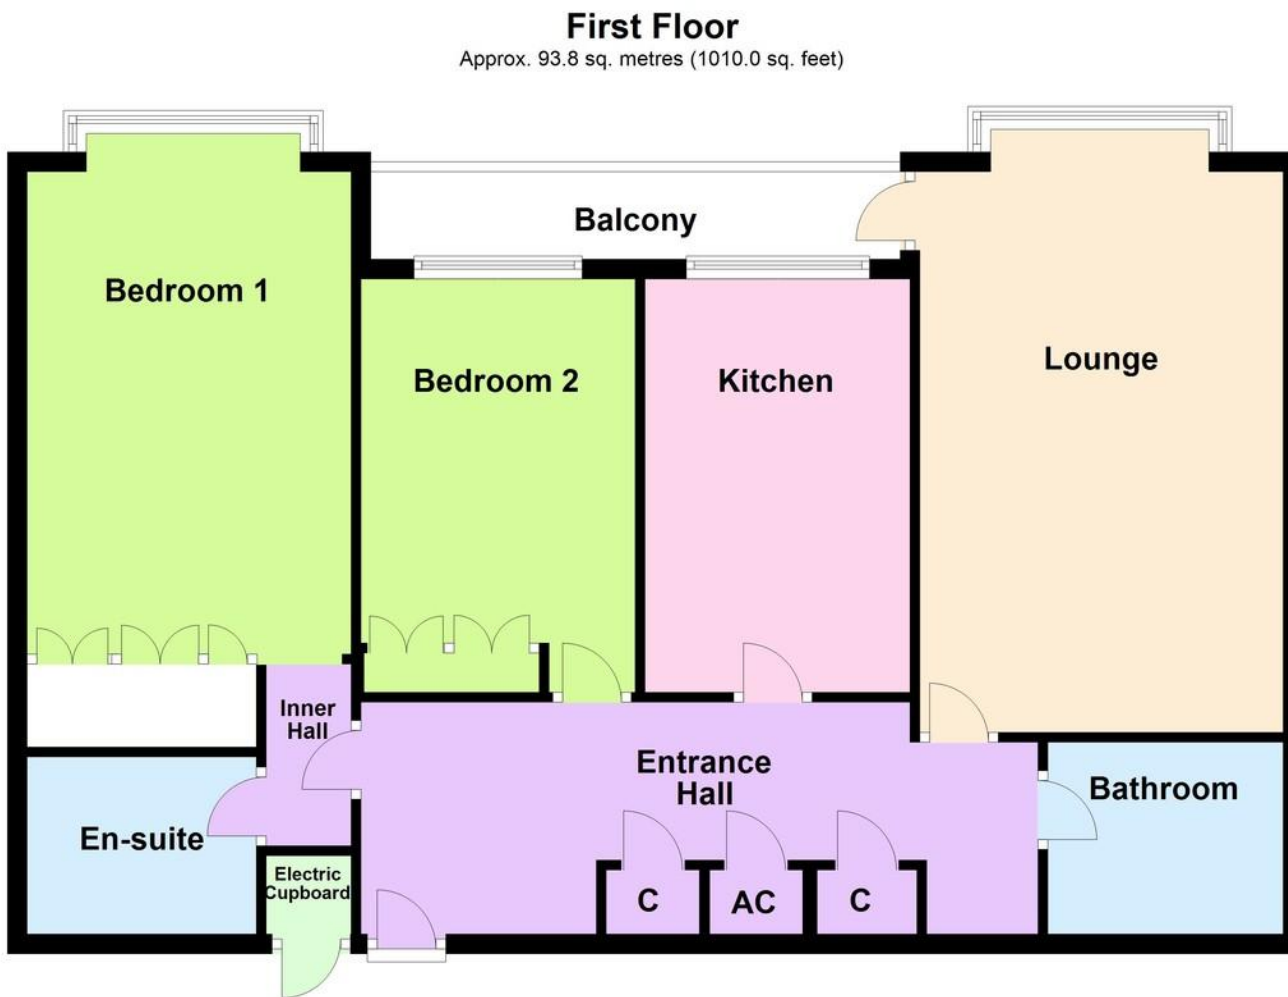 First Floor
Approx. 93.8 sq. metres (1010.0 sq. feet)
Balcony
Bedroom 1
Lounge
Bedroom 2
Kitchen
Inner
Hall
Entrance
Hall
Bathroom
En-suite
Electric
Cupboard
C
AC
C